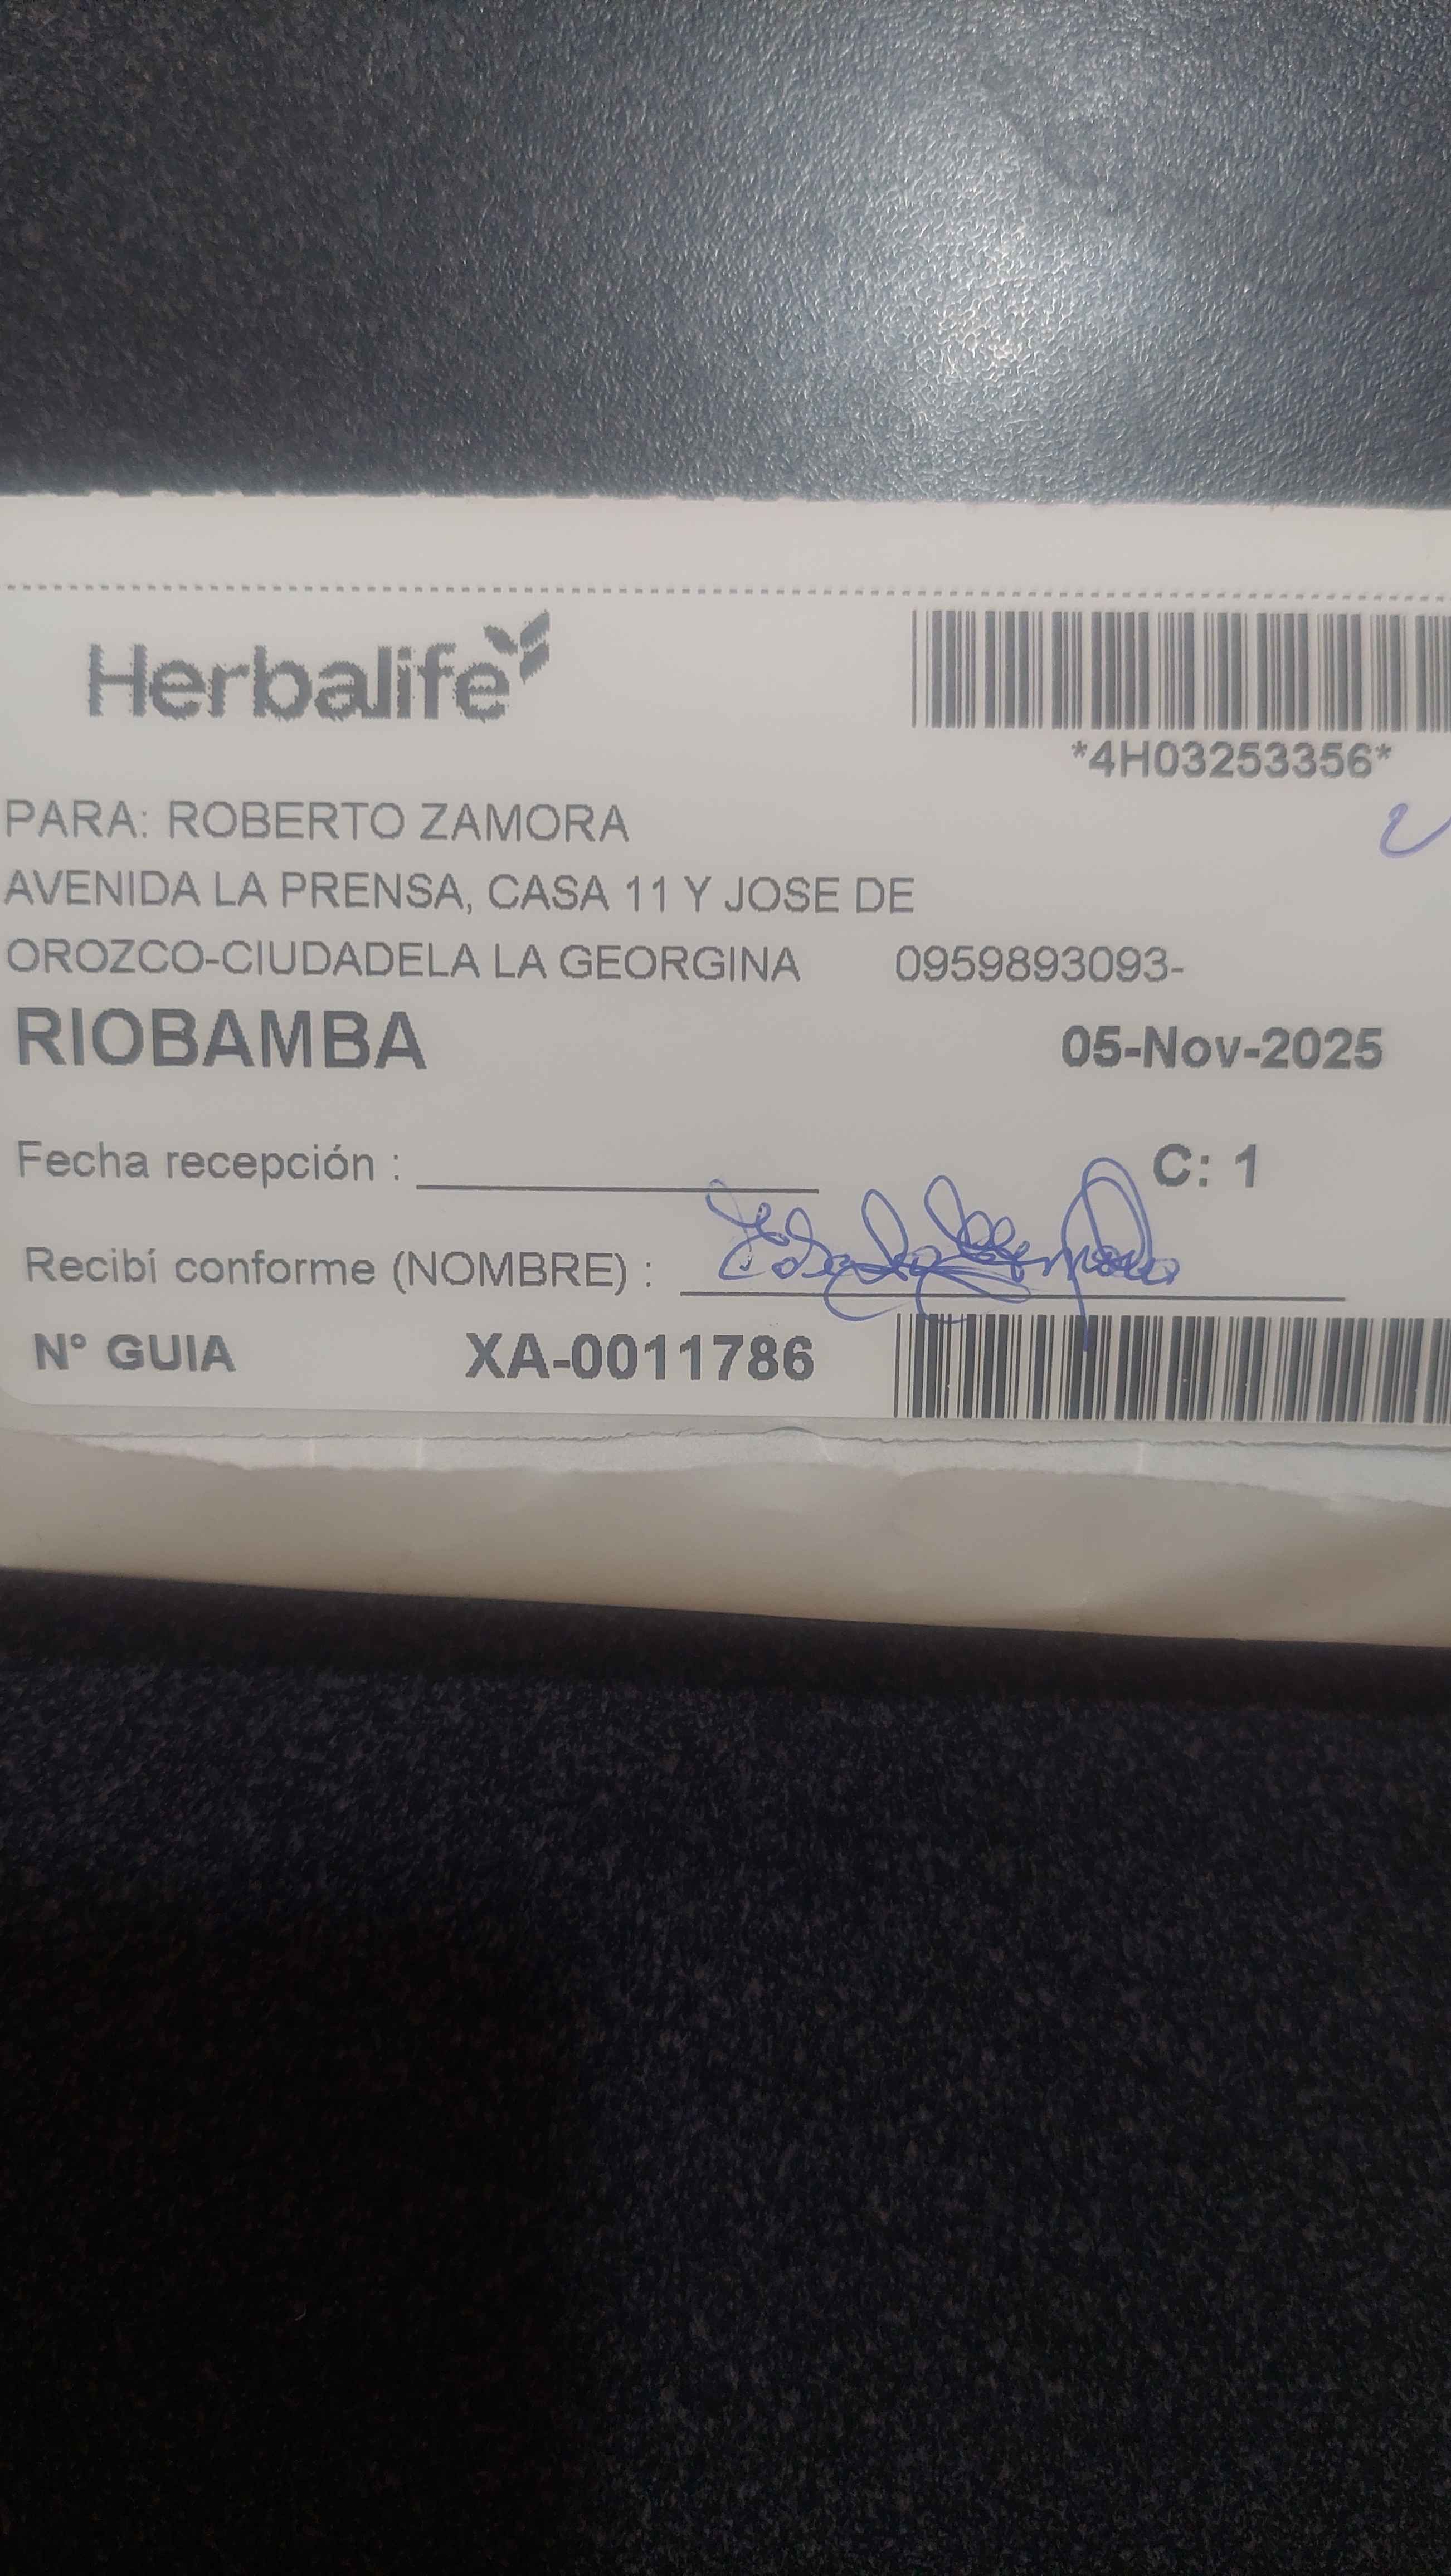 Herbalife
*4H03253356*
PARA: ROBERTO ZAMORA
AVENIDA LA PRENSA, CASA 11 Y JOSE DE
OROZCO-CIUDADELA LA GEORGINA 0959893093-
RIOBAMBA 05-Nov-2025
Fecha recepción : C: 1
Recibí conforme (NOMBRE) :
Nº GUIA XA-0011786